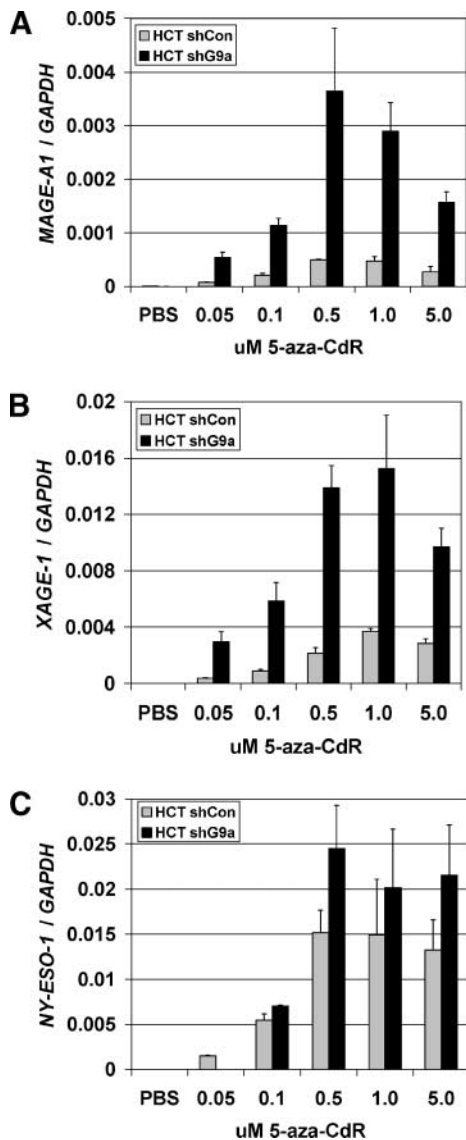 A
MAGE-A1 / GAPDH
0.005
0.004
0.003
0.002
0.001
0
HCT shCon
HCT shG9a
PBS 0.05 0.1 0.5 1.0 5.0
uM 5-aza-CdR
B
XAGE-1 / GAPDH
0.02
0.016
0.012
0.008
0.004
0
HCT shCon
HCT shG9a
PBS 0.05 0.1 0.5 1.0 5.0
uM 5-aza-CdR
C
NY-ESO-1 / GAPDH
0.03
0.025
0.02
0.015
0.01
0.005
0
HCT shCon
HCT shG9a
PBS 0.05 0.1 0.5 1.0 5.0
uM 5-aza-CdR